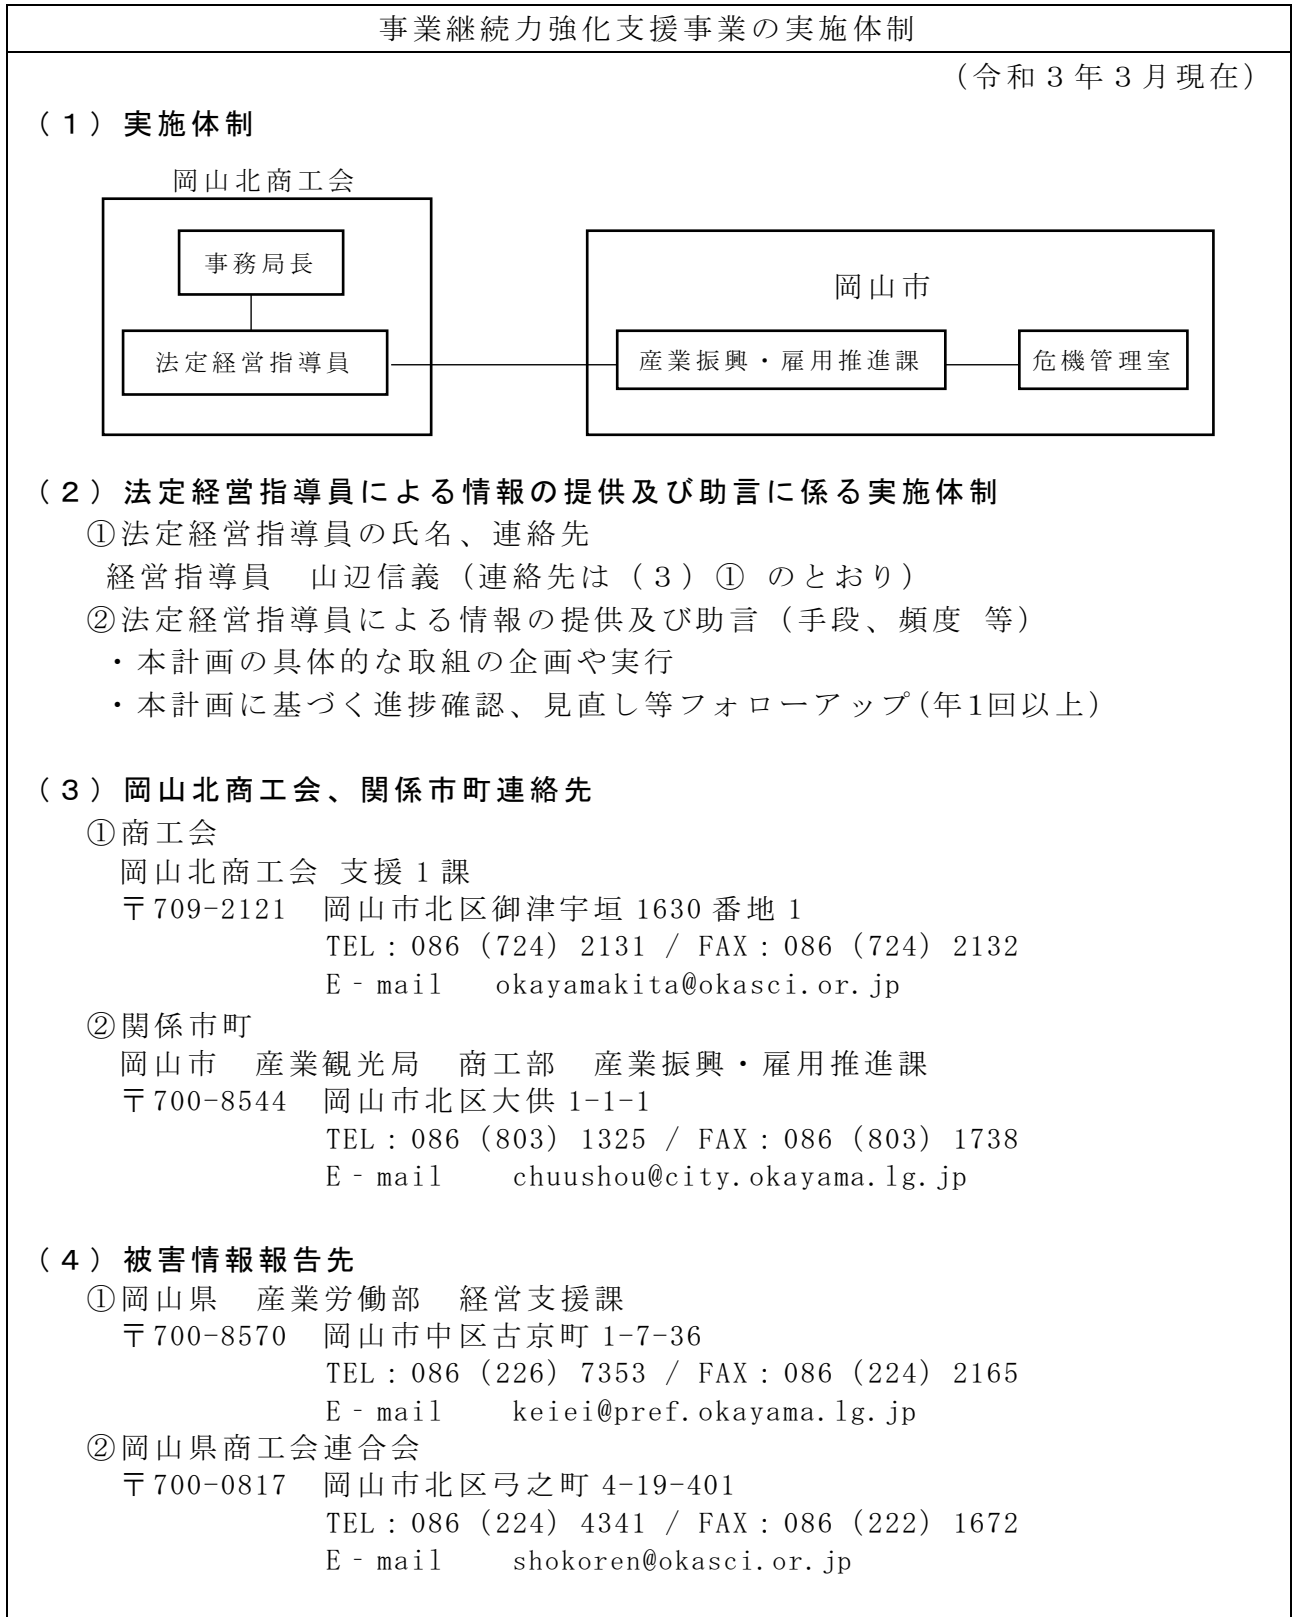 事業継続力強化支援事業の実施体制
（令和３年３月現在）
（１）実施体制
岡山北商工会
事務局長
岡山市
法定経営指導員
産業振興・雇用推進課
危機管理室
（２）法定経営指導員による情報の提供及び助言に係る実施体制
①法定経営指導員の氏名、連絡先
経営指導員　山辺信義（連絡先は（３）① のとおり）
②法定経営指導員による情報の提供及び助言（手段、頻度 等）
・本計画の具体的な取組の企画や実行
・本計画に基づく進捗確認、見直し等フォローアップ(年1回以上)
（３）岡山北商工会、関係市町連絡先
①商工会
岡山北商工会 支援１課
〒709-2121　岡山市北区御津宇垣 1630 番地 1
TEL：086（724）2131 / FAX：086（724）2132
E‐mail　okayamakita@okasci.or.jp
②関係市町
岡山市　産業観光局　商工部　産業振興・雇用推進課
〒700-8544　岡山市北区大供 1-1-1
TEL：086（803）1325 / FAX：086（803）1738
E‐mail　chuushou@city.okayama.lg.jp
（４）被害情報報告先
①岡山県　産業労働部　経営支援課
〒700-8570　岡山市中区古京町 1-7-36
TEL：086（226）7353 / FAX：086（224）2165
E‐mail　keiei@pref.okayama.lg.jp
②岡山県商工会連合会
〒700-0817　岡山市北区弓之町 4-19-401
TEL：086（224）4341 / FAX：086（222）1672
E‐mail　shokoren@okasci.or.jp